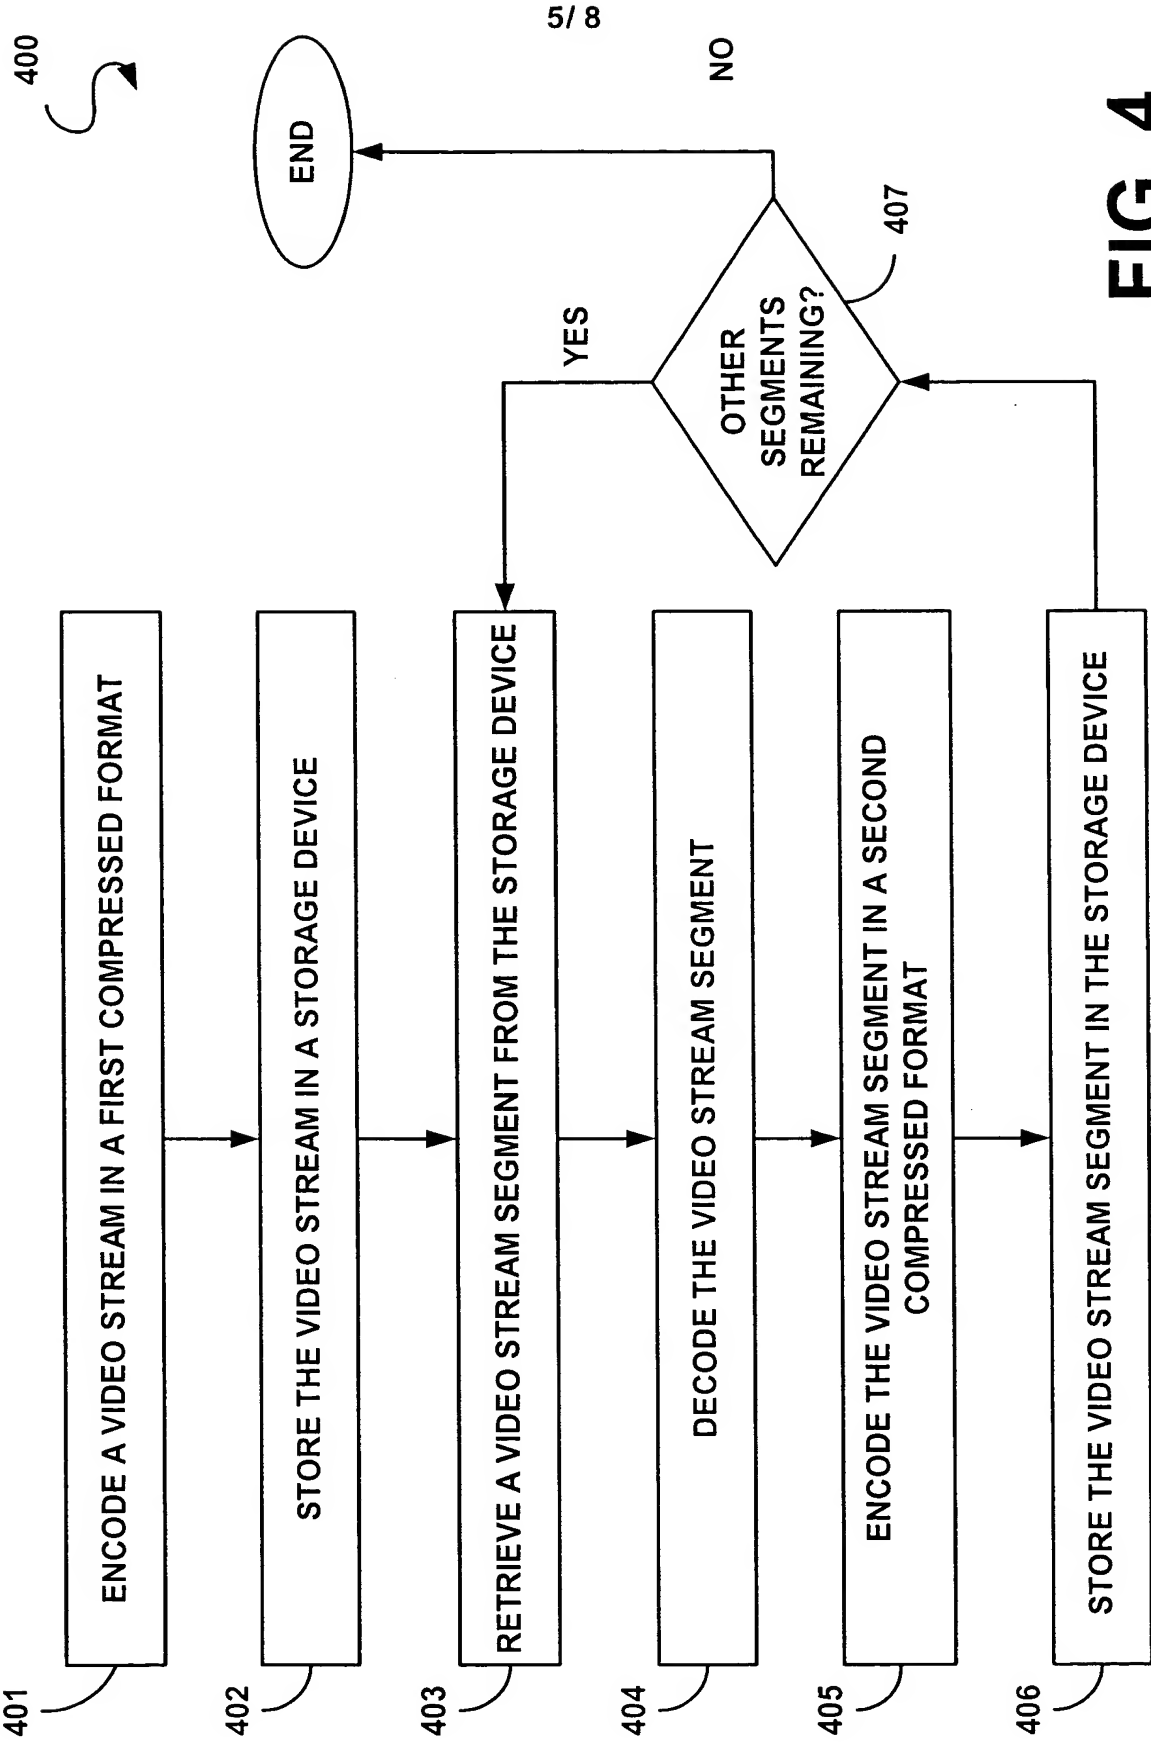 5/ 8
400
401
ENCODE A VIDEO STREAM IN A FIRST COMPRESSED FORMAT
402
STORE THE VIDEO STREAM IN A STORAGE DEVICE
403
RETRIEVE A VIDEO STREAM SEGMENT FROM THE STORAGE DEVICE
404
DECODE THE VIDEO STREAM SEGMENT
405
ENCODE THE VIDEO STREAM SEGMENT IN A SECOND
COMPRESSED FORMAT
406
STORE THE VIDEO STREAM SEGMENT IN THE STORAGE DEVICE
OTHER
SEGMENTS
REMAINING?
407
YES
NO
END
FIG. 4